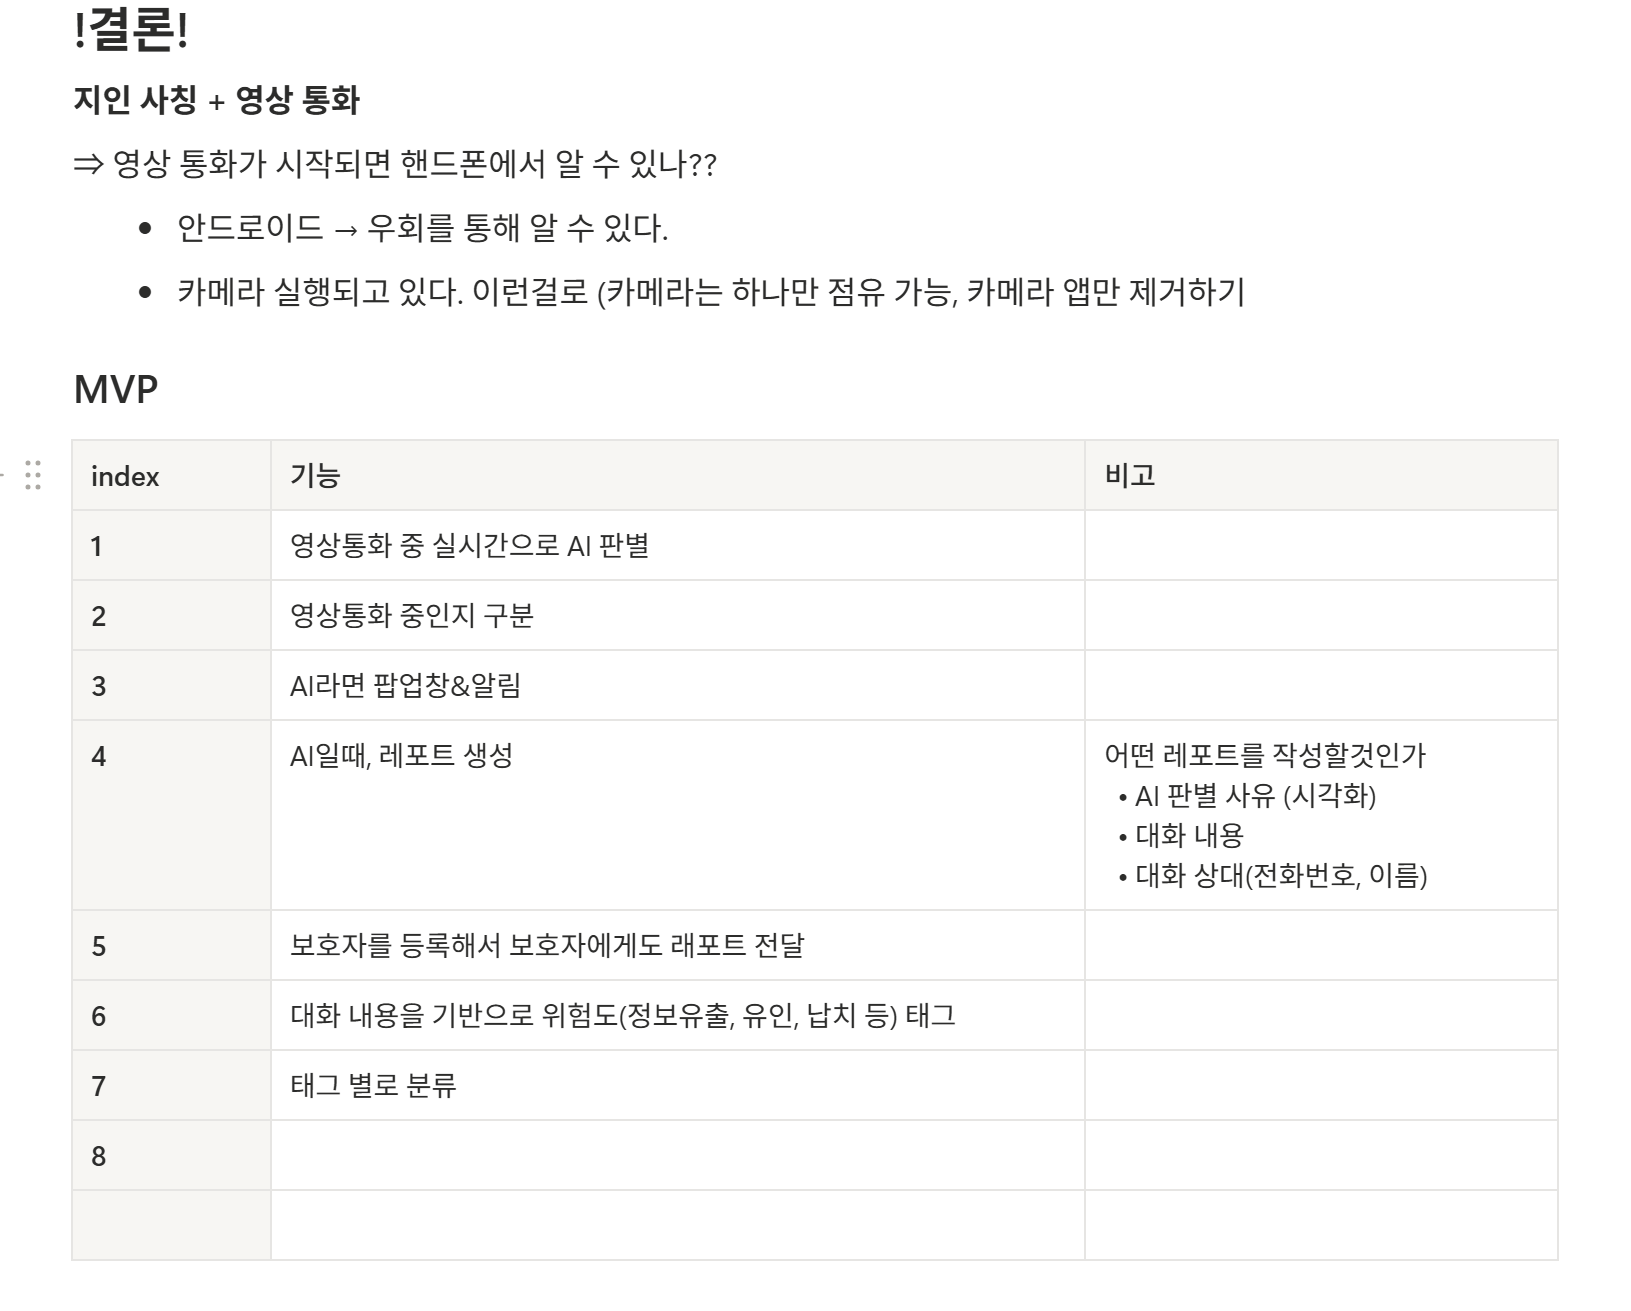 !결론!
지인 사칭 + 영상 통화
⇒ 영상 통화가 시작되면 핸드폰에서 알 수 있나??
• 안드로이드 → 우회를 통해 알 수 있다.
• 카메라 실행되고 있다. 이런걸로 (카메라는 하나만 점유 가능, 카메라 앱만 제거하기
MVP
index 기능 비고
1 영상통화 중 실시간으로 AI 판별
2 영상통화 중인지 구분
3 AI라면 팝업창&알림
4 AI일때, 레포트 생성 어떤 레포트를 작성할것인가
• AI 판별 사유 (시각화)
• 대화 내용
• 대화 상대(전화번호, 이름)
5 보호자를 등록해서 보호자에게도 래포트 전달
6 대화 내용을 기반으로 위험도(정보유출, 유인, 납치 등) 태그
7 태그 별로 분류
8